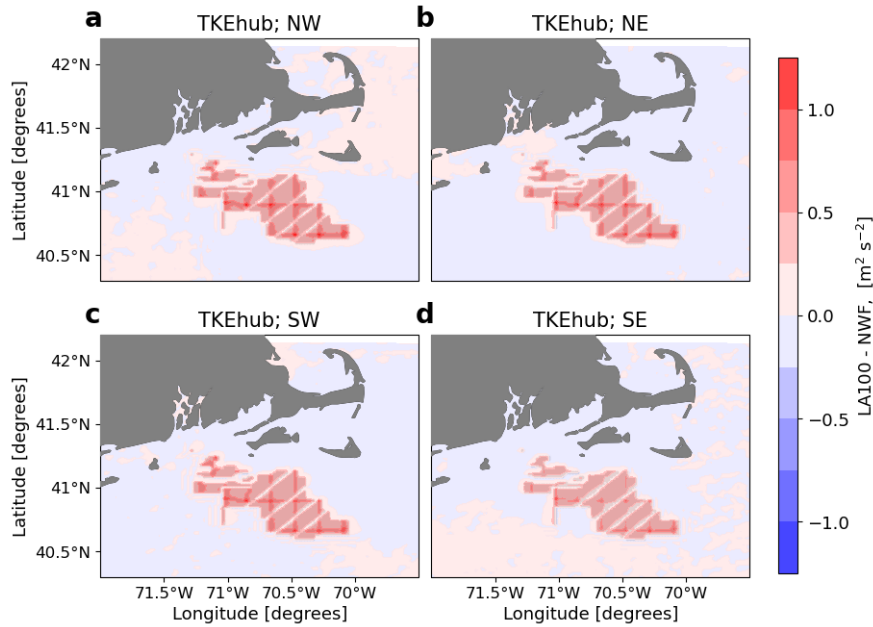 a TKEhub; NW
b TKEhub; NE
Latitude [degrees]
42°N
41.5°N
41°N
40.5°N
c TKEhub; SW
d TKEhub; SE
Latitude [degrees]
42°N
41.5°N
41°N
40.5°N
71.5°W 71°W 70.5°W 70°W
71.5°W 71°W 70.5°W 70°W
Longitude [degrees]
Longitude [degrees]
1.0
0.5
0.0
−0.5
−1.0
LA100 - NWF, [m² s⁻²]